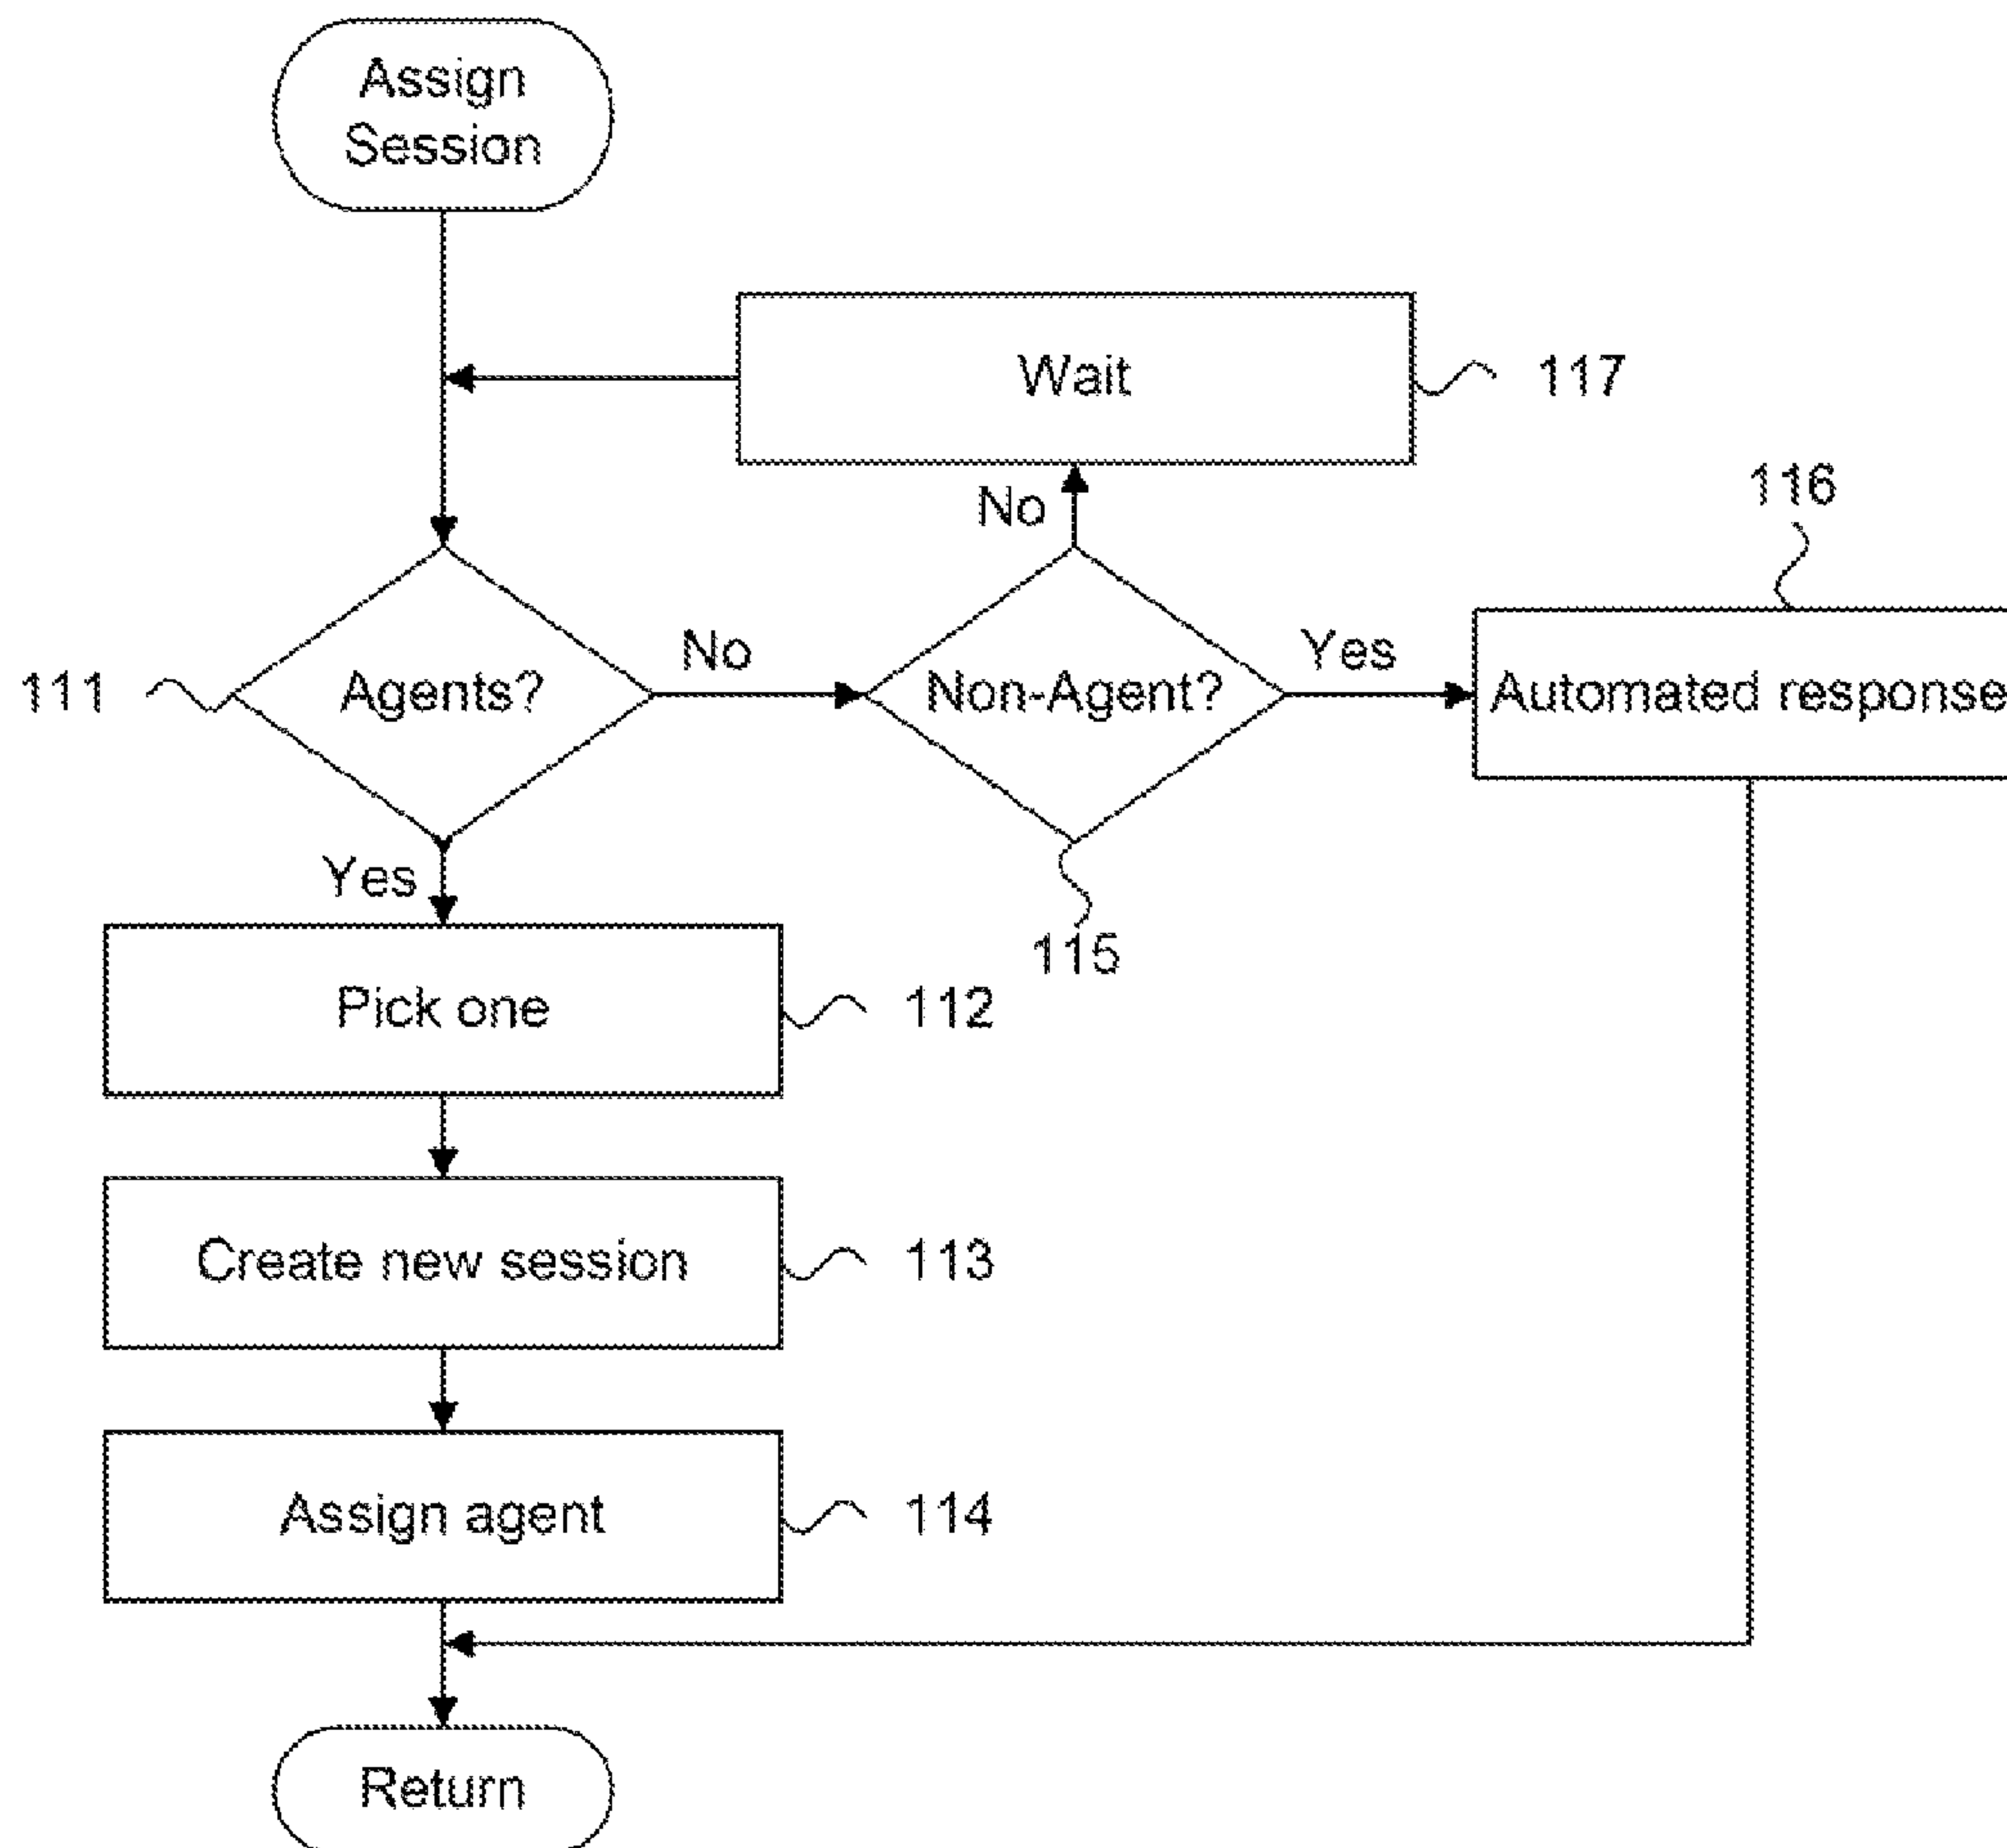 Assign
Session
Wait
117
No
116
111
Agents?
No
Non-Agent?
Yes
Automated response
Yes
115
Pick one
112
Create new session
113
Assign agent
114
Return